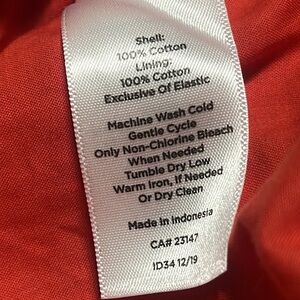 Shell:
100% Cotton
Lining:
100% Cotton
Exclusive Of Elastic
Machine Wash Cold
Gentle Cycle
Only Non-Chlorine Bleach
When Needed
Tumble Dry Low
Warm Iron, If Needed
Or Dry Clean
Made in Indonesia
CA# 23147
ID34 12/19